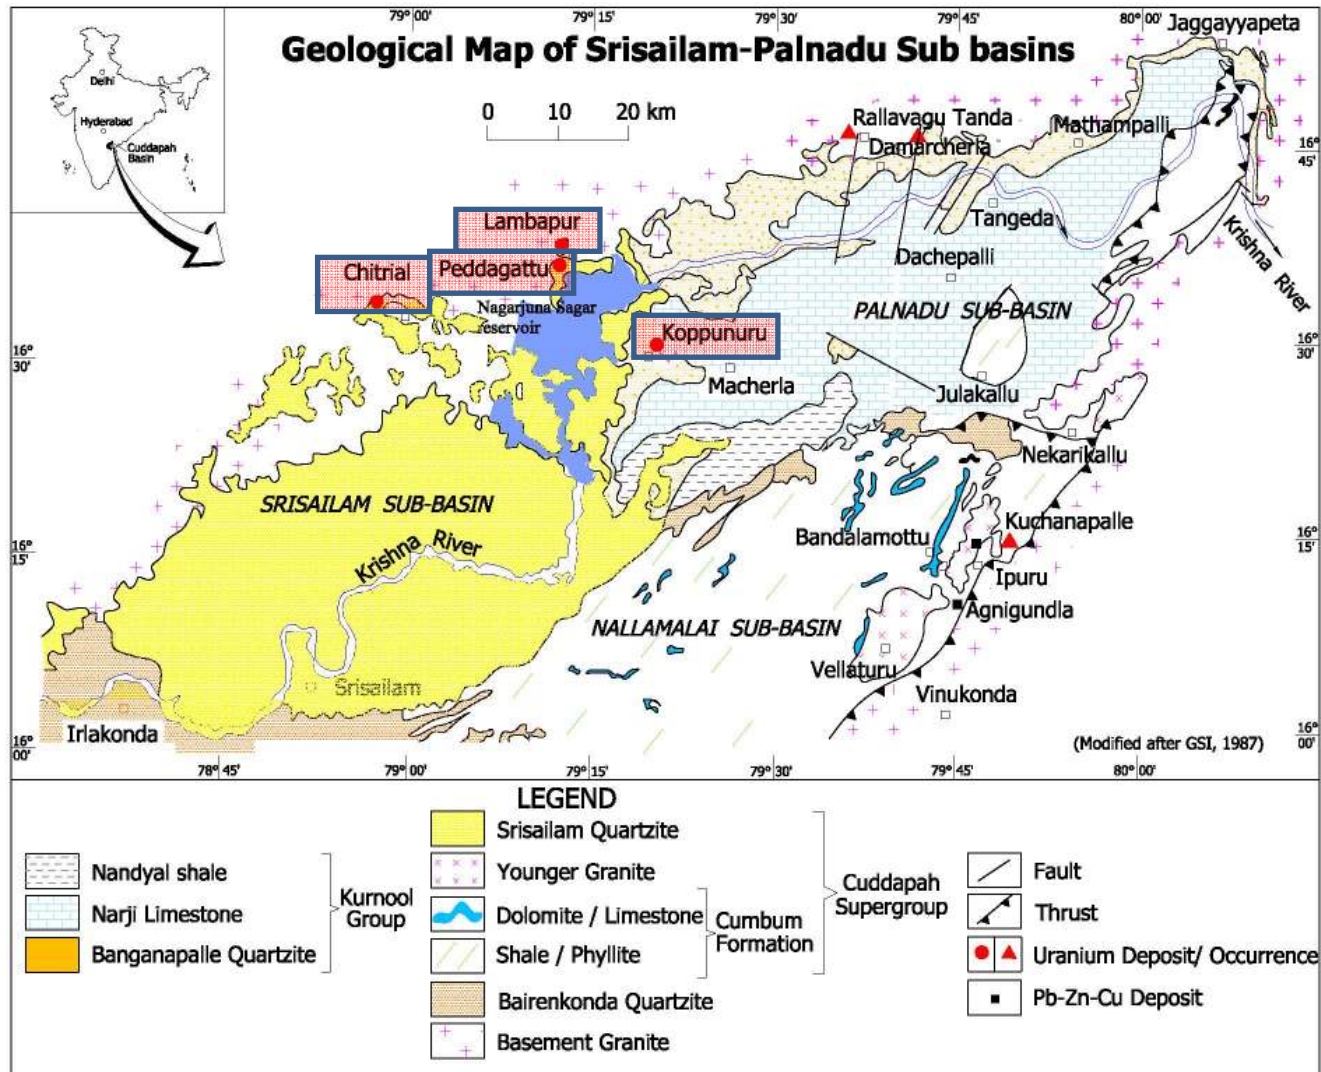 79° 00'
79° 15'
79° 30'
79° 45'
80° 00'
Jaggayyapeta
Geological Map of Srisailam-Palnadu Sub basins
Delhi
Hyderabad
Cuddapah
Basin
0 10 20 km
Rallavagu Tanda
Damarcherla
Mathampalli
16°
45'
Lambapur
Tangeda
Krishna River
Chitrial
Peddagattu
Dachepalli
Nagarjuna Sagar
reservoir
PALNADU SUB-BASIN
Koppunuru
16°
30'
16°
30'
Macherla
Julakallu
Nekarikallu
SRISAILAM SUB-BASIN
Kuchanapalle
Bandalamottu
Krishna River
15'
16°
15'
Ipuru
Agnigundla
NALLAMALAI SUB-BASIN
Vellaturu
Srisailam
Vinukonda
Irlakonda
16°
00'
16°
00'
(Modified after GSI, 1987)
78° 45'
79° 00'
79° 15'
79° 30'
79° 45'
80° 00'
LEGEND
Nandyal shale
Narji Limestone
Banganapalle Quartzite
Kurnool
Group
Srisailam Quartzite
Younger Granite
Dolomite / Limestone
Shale / Phyllite
Bairenkonda Quartzite
Basement Granite
Cumbum
Formation
Cuddapah
Supergroup
Fault
Thrust
Uranium Deposit/ Occurrence
Pb-Zn-Cu Deposit